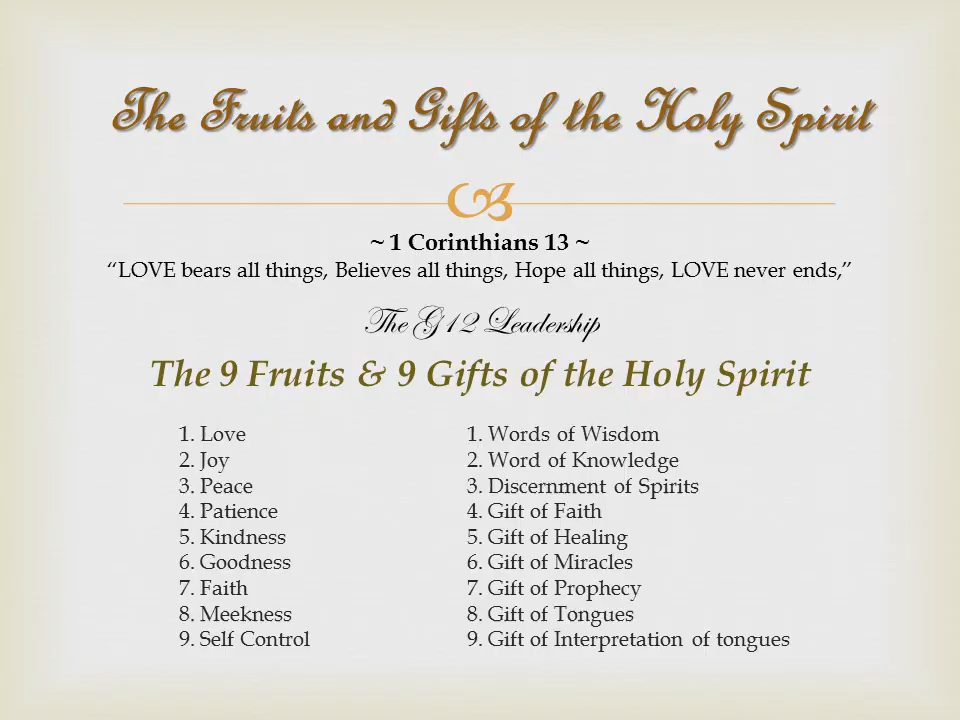 The Fruits and Gifts of the Holy Spirit
~ 1 Corinthians 13 ~
“LOVE bears all things, Believes all things, Hope all things, LOVE never ends,”
The G12 Leadership
The 9 Fruits & 9 Gifts of the Holy Spirit
1. Love
2. Joy
3. Peace
4. Patience
5. Kindness
6. Goodness
7. Faith
8. Meekness
9. Self Control
1. Words of Wisdom
2. Word of Knowledge
3. Discernment of Spirits
4. Gift of Faith
5. Gift of Healing
6. Gift of Miracles
7. Gift of Prophecy
8. Gift of Tongues
9. Gift of Interpretation of tongues